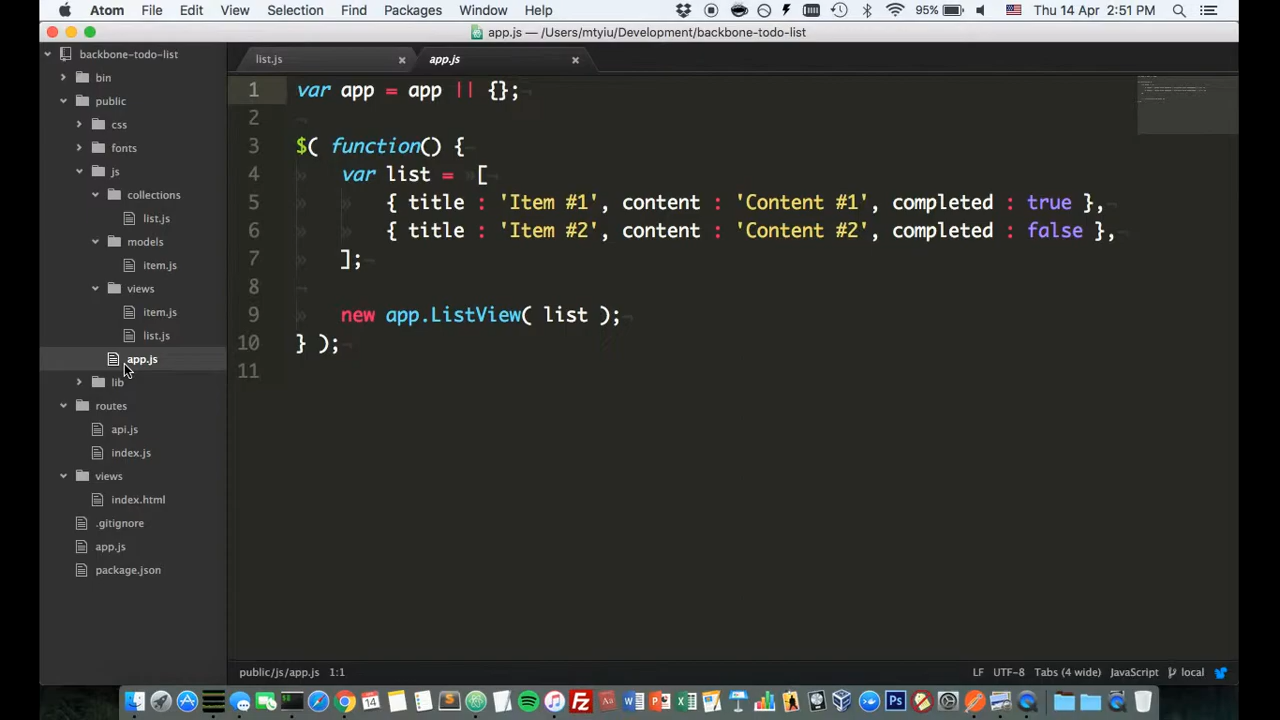 Atom File Edit View Selection Find Packages Window Help 95% Thu 14 Apr 2:51 PM
app.js — /Users/mtyiu/Development/backbone-todo-list
backbone-todo-list
bin
public
css
fonts
js
collections
list.js
models
item.js
views
item.js
list.js
app.js
lib
routes
api.js
index.js
views
index.html
.gitignore
app.js
package.json
list.js app.js
1 var app = app || {};
2
3 $( function() {
4 var list = [
5 { title : 'Item #1', content : 'Content #1', completed : true },
6 { title : 'Item #2', content : 'Content #2', completed : false },
7 ];
8
9 new app.ListView( list );
10 } );
11
public/js/app.js 1:1 LF UTF-8 Tabs (4 wide) JavaScript local